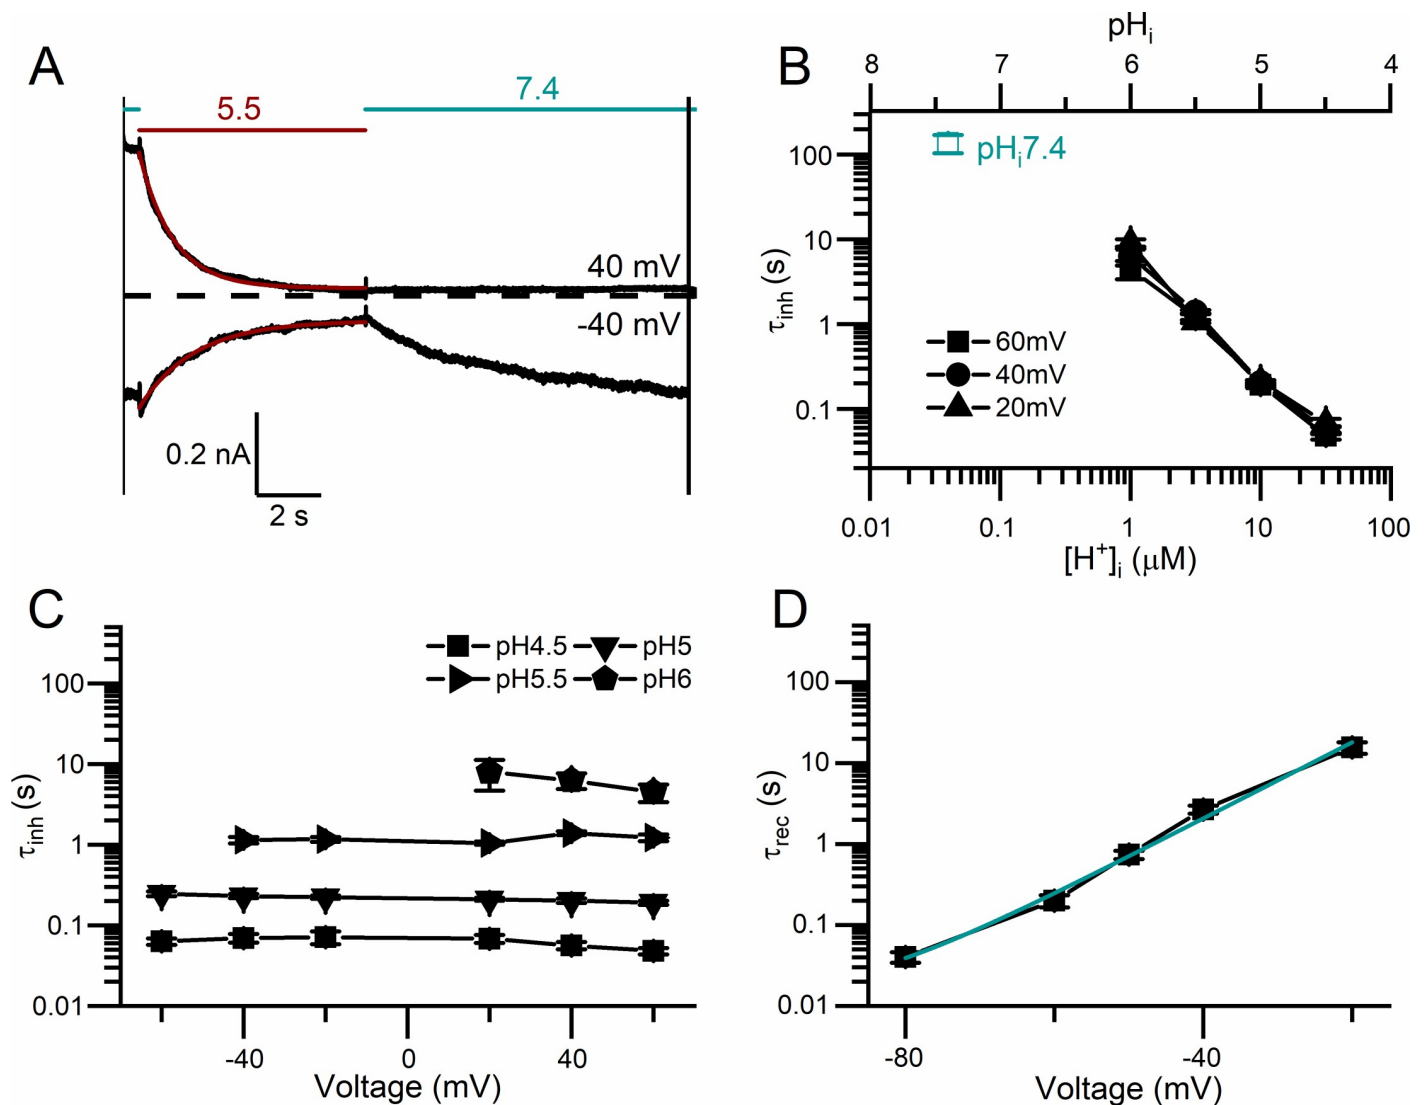 A
5.5
7.4
40 mV
-40 mV
0.2 nA
2 s
B
pHi
8 7 6 5 4
pHi7.4
100
10
1
0.1
τinh (s)
60mV
40mV
20mV
0.01 0.1 1 10 100
[H+]i (μM)
C
pH4.5 pH5
pH5.5 pH6
100
10
1
0.1
0.01
τinh (s)
-40 0 40
Voltage (mV)
D
100
10
1
0.1
0.01
τrec (s)
-80 -40
Voltage (mV)